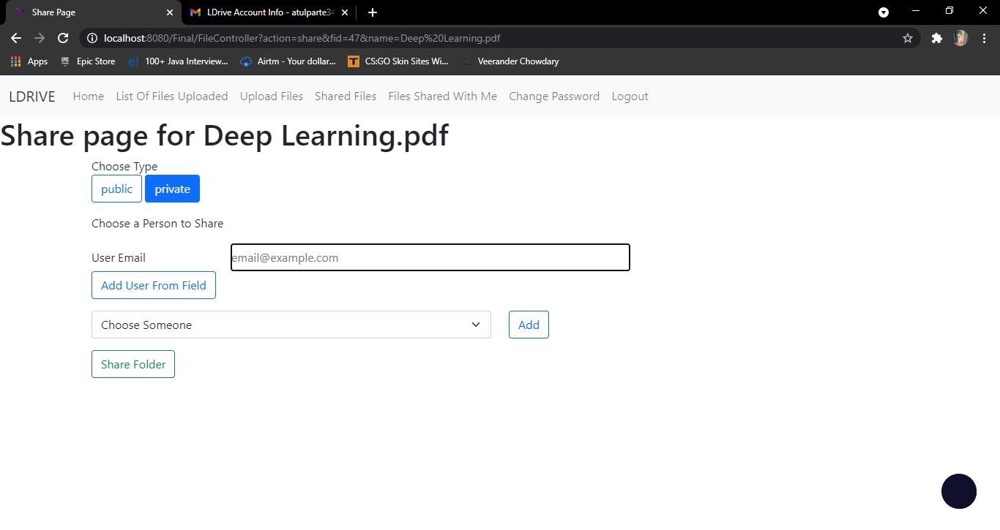 Share Page
LDrive Account Info - atulparte34
localhost:8080/Final/FileController?action=share&fid=47&name=Deep%20Learning.pdf
Apps EPIC Epic Store e! 100+ Java Interview... Airtm - Your dollar... T CS:GO Skin Sites Wi... Veerander Chowdary
LDRIVE Home List Of Files Uploaded Upload Files Shared Files Files Shared With Me Change Password Logout
Share page for Deep Learning.pdf
Choose Type
public private
Choose a Person to Share
User Email email@example.com
Add User From Field
Choose Someone Add
Share Folder